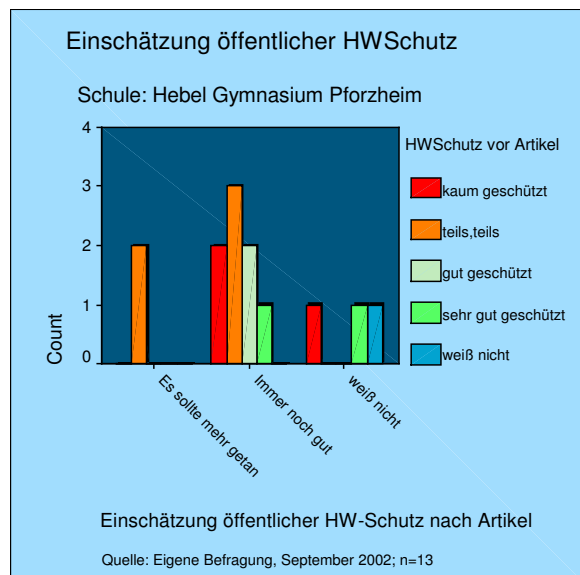 Einschätzung öffentlicher HWSchutz
Schule: Hebel Gymnasium Pforzheim
4
3
2
1
0
Count
HWSchutz vor Artikel
kaum geschützt
teils,teils
gut geschützt
sehr gut geschützt
weiß nicht
Es sollte mehr getan
Immer noch gut
weiß nicht
Einschätzung öffentlicher HW-Schutz nach Artikel
Quelle: Eigene Befragung, September 2002; n=13